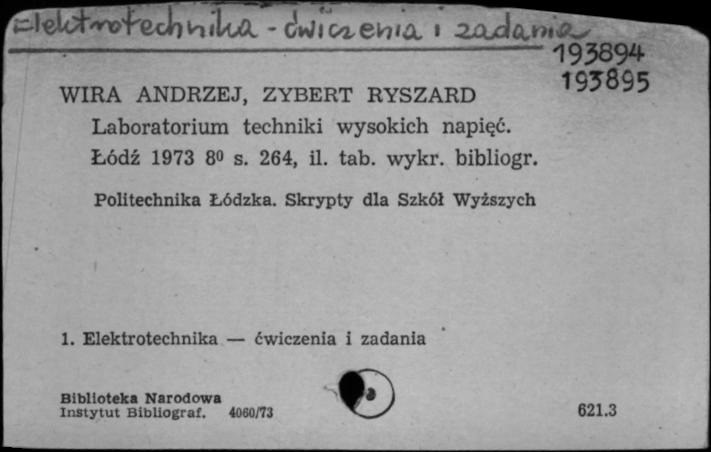 Elektrotechnika - ćwiczenia i zadania
193894
193895
WIRA ANDRZEJ, ZYBERT RYSZARD
Laboratorium techniki wysokich napięć.
Łódź 1973 8⁰ s. 264, il. tab. wykr. bibliogr.
Politechnika Łódzka. Skrypty dla Szkół Wyższych
1. Elektrotechnika — ćwiczenia i zadania
Biblioteka Narodowa
Instytut Bibliograf. 4060/73
621.3